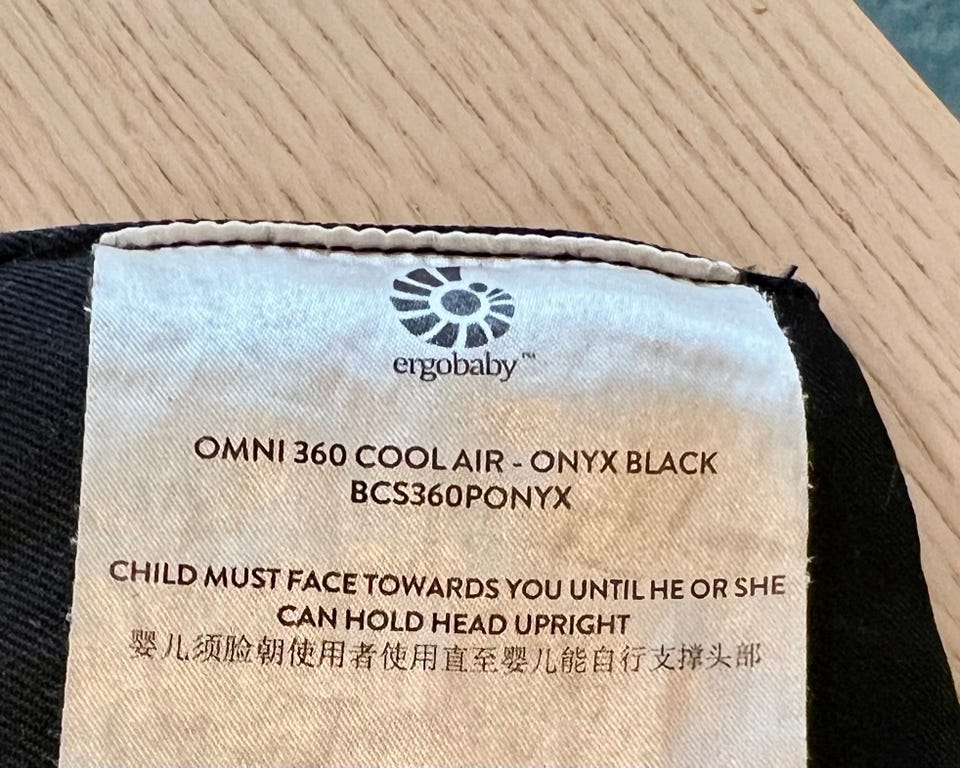 ergobaby™
OMNI 360 COOL AIR - ONYX BLACK
BCS360PONYX
CHILD MUST FACE TOWARDS YOU UNTIL HE OR SHE
CAN HOLD HEAD UPRIGHT
婴儿须脸朝使用者使用直至婴儿能自行支撑头部